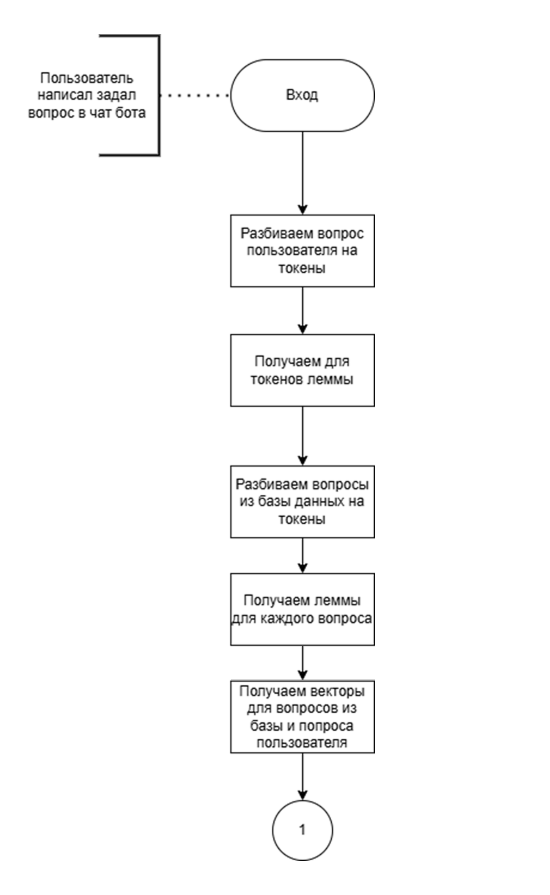 Пользователь
написал задал
вопрос в чат бота
Вход
Разбиваем вопрос
пользователя на
токены
Получаем для
токенов леммы
Разбиваем вопросы
из базы данных на
токены
Получаем леммы
для каждого вопроса
Получаем векторы
для вопросов из
базы и попроса
пользователя
1